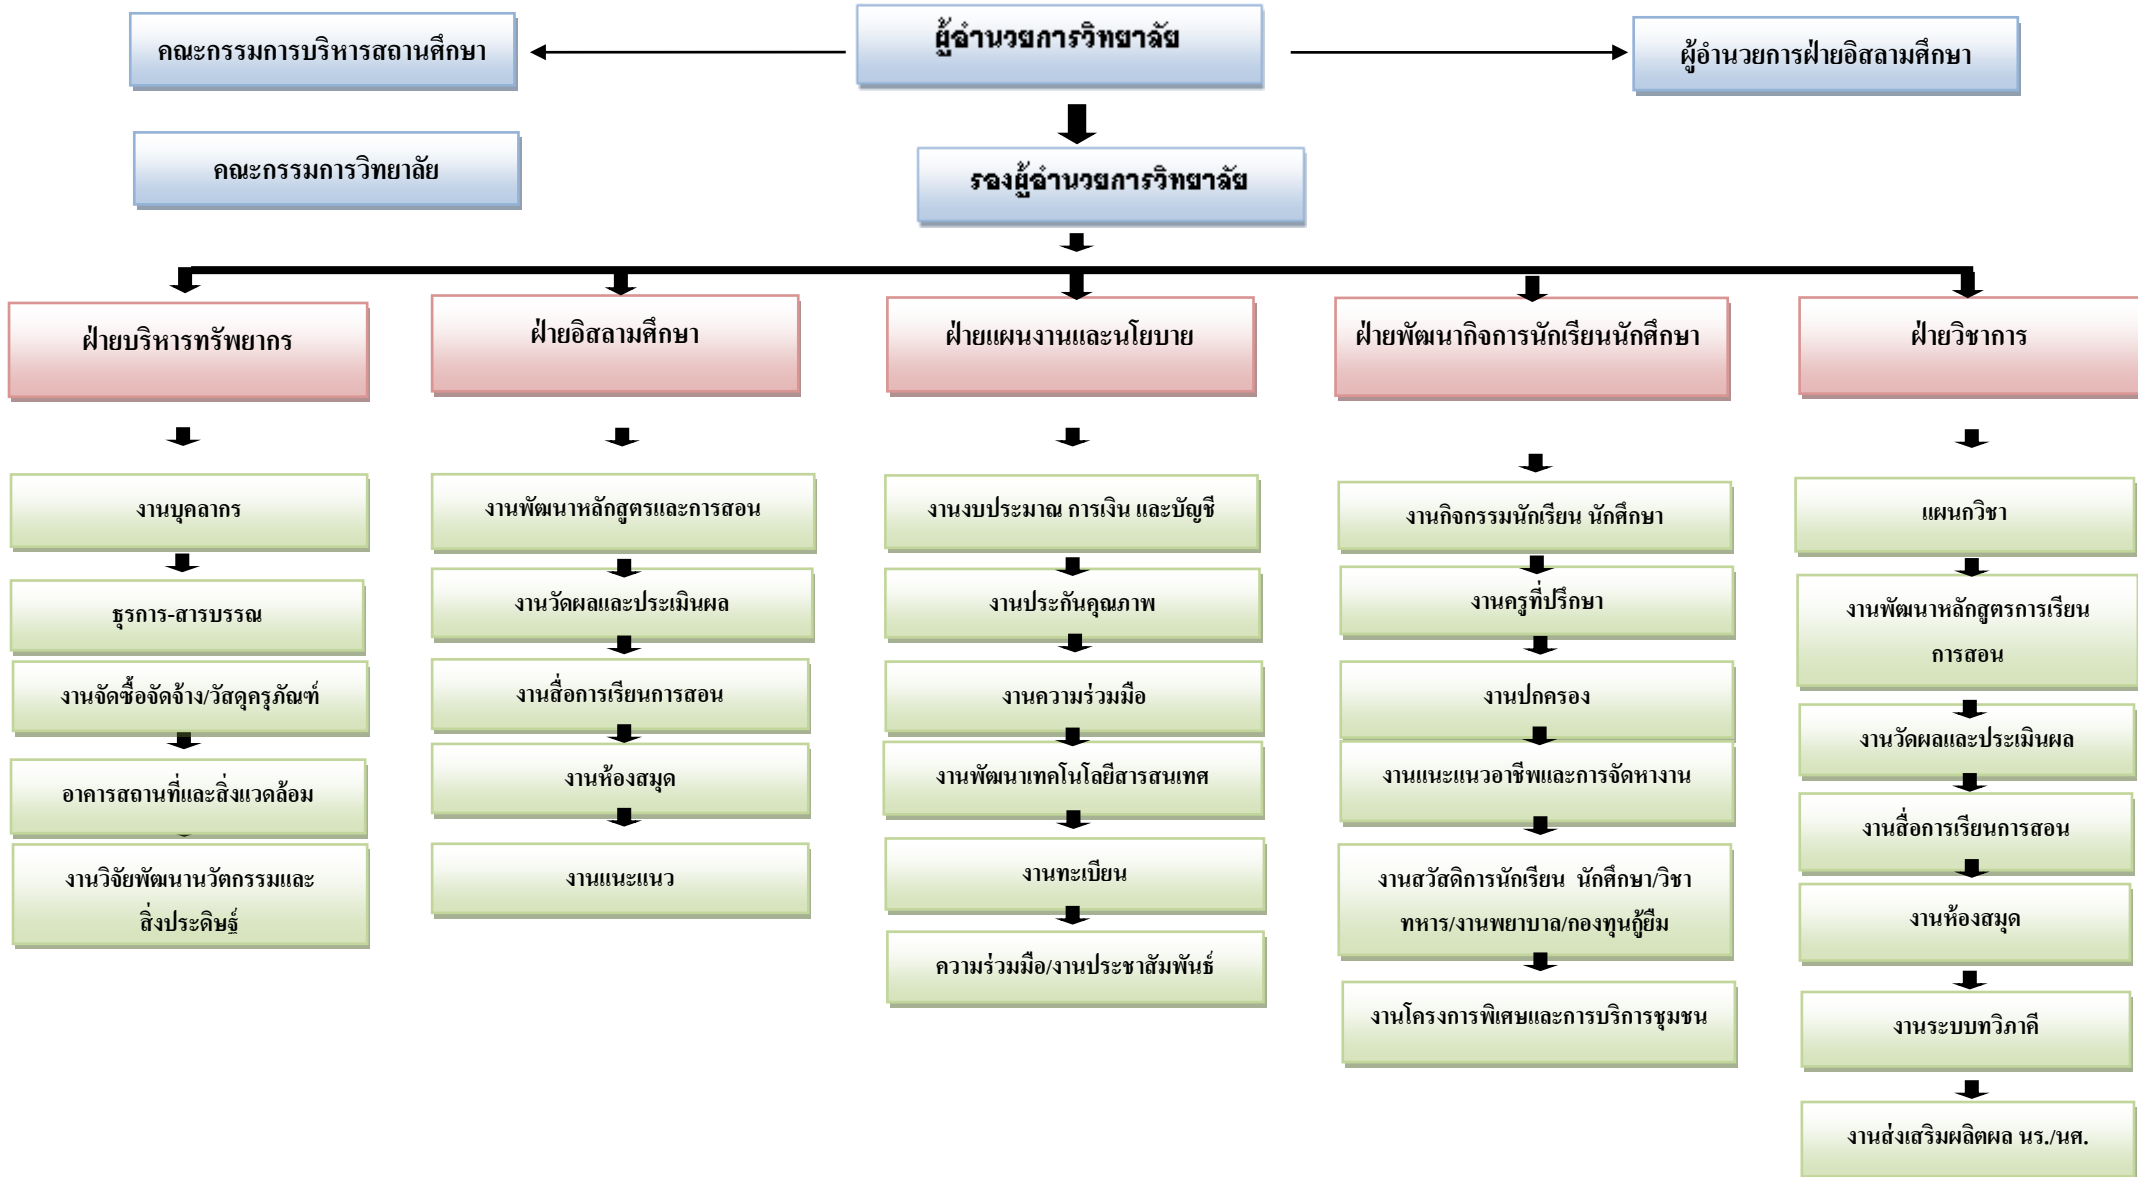 ผู้อำนวยการวิทยาลัย
คณะกรรมการบริหารสถานศึกษา
ผู้อำนวยการฝ่ายอิสลามศึกษา
คณะกรรมการวิทยาลัย
รองผู้อำนวยการวิทยาลัย
ฝ่ายบริหารทรัพยากร
งานบุคลากร
ธุรการ-สารบรรณ
งานจัดซื้อจัดจ้าง/วัสดุครุภัณฑ์
อาคารสถานที่และสิ่งแวดล้อม
งานวิจัยพัฒนานวัตกรรมและ
สิ่งประดิษฐ์
ฝ่ายอิสลามศึกษา
งานพัฒนาหลักสูตรและการสอน
งานวัดผลและประเมินผล
งานสื่อการเรียนการสอน
งานห้องสมุด
งานแนะแนว
ฝ่ายแผนงานและนโยบาย
งานงบประมาณ การเงิน และบัญชี
งานประกันคุณภาพ
งานความร่วมมือ
งานพัฒนาเทคโนโลยีสารสนเทศ
งานทะเบียน
ความร่วมมือ/งานประชาสัมพันธ์
ฝ่ายพัฒนากิจการนักเรียนนักศึกษา
งานกิจกรรมนักเรียน นักศึกษา
งานครูที่ปรึกษา
งานปกครอง
งานแนะแนวอาชีพและการจัดหางาน
งานสวัสดิการนักเรียน นักศึกษา/วิชา
ทหาร/งานพยาบาล/กองทุนกู้ยืม
งานโครงการพิเศษและการบริการชุมชน
ฝ่ายวิชาการ
แผนกวิชา
งานพัฒนาหลักสูตรการเรียน
การสอน
งานวัดผลและประเมินผล
งานสื่อการเรียนการสอน
งานห้องสมุด
งานระบบทวิภาคี
งานส่งเสริมผลิตผล นร./นศ.